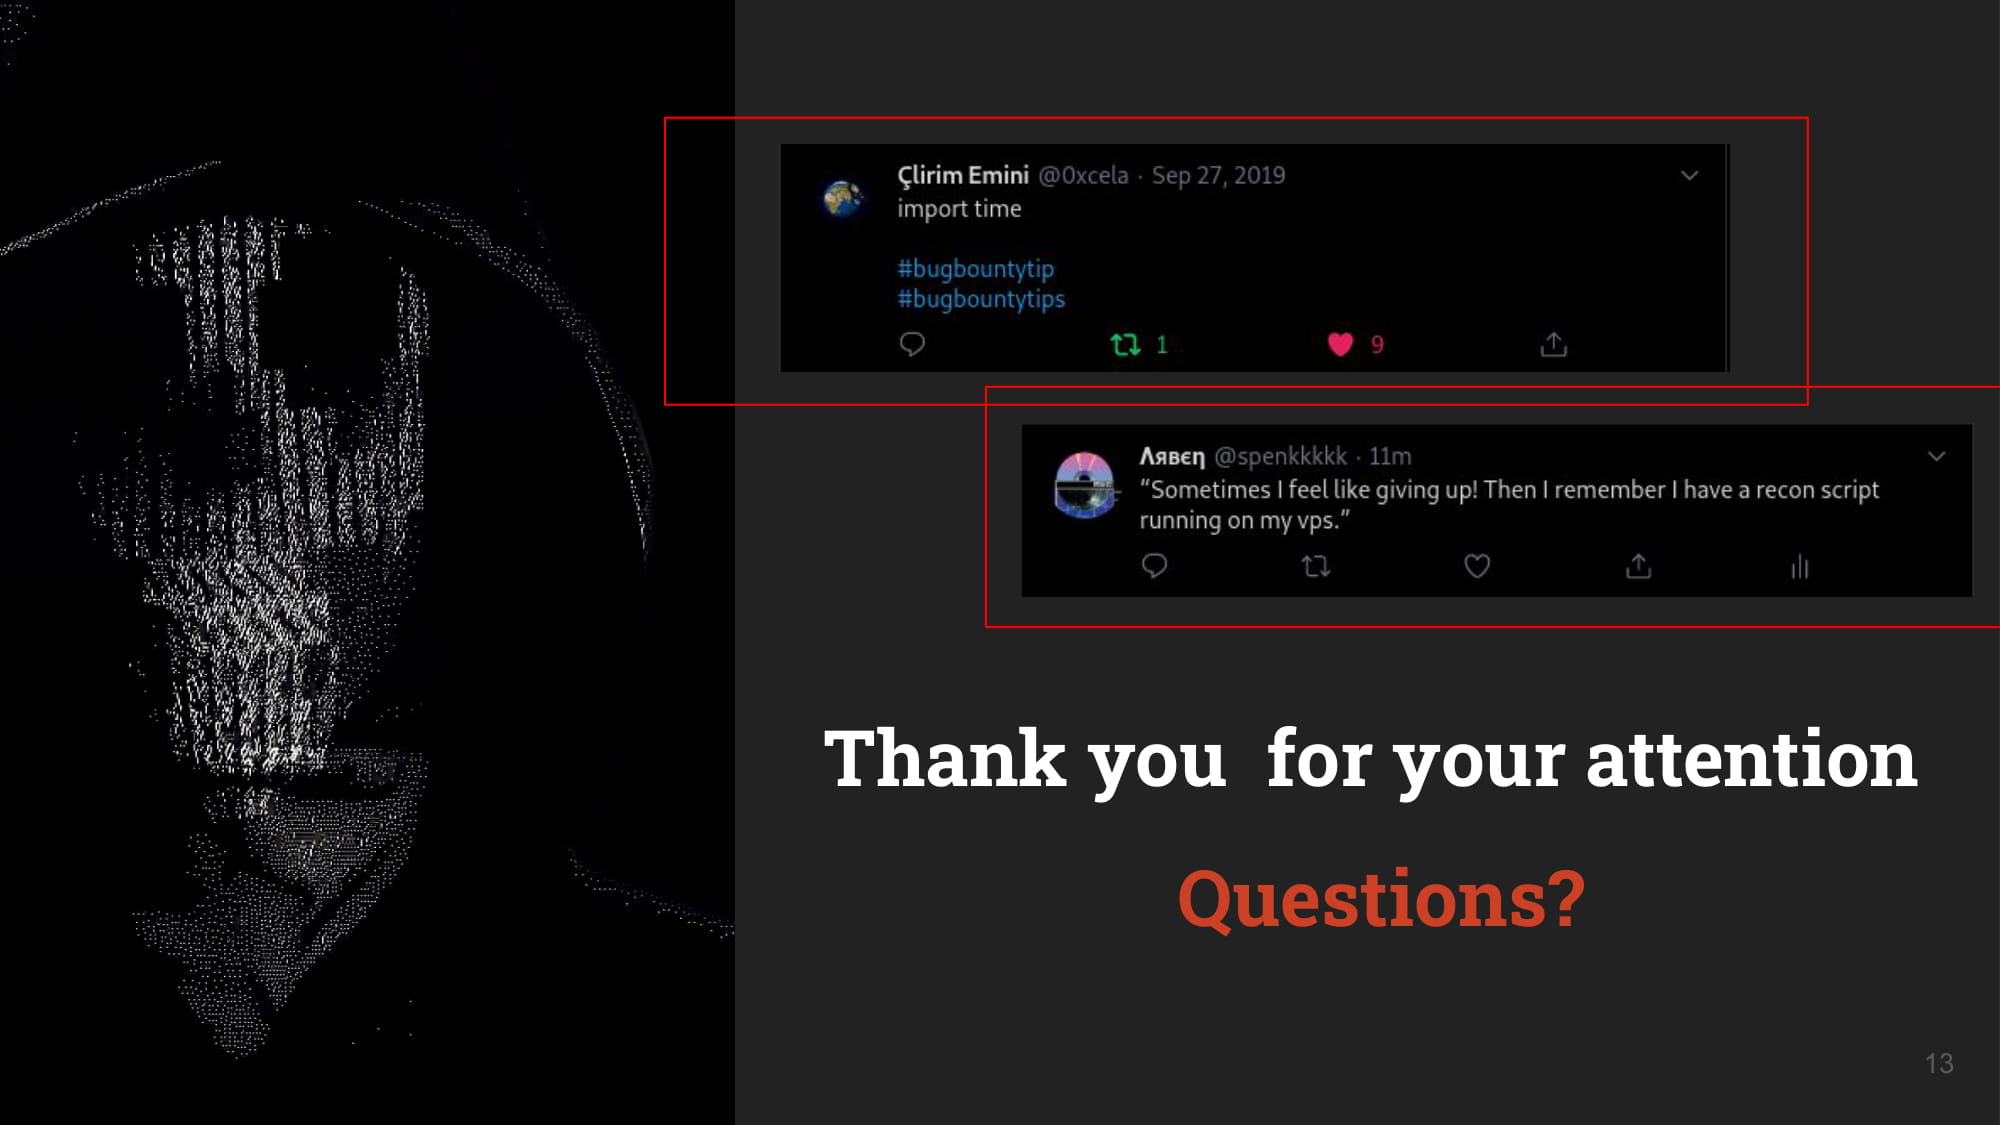 Çlirim Emini @0xcela · Sep 27, 2019
import time
#bugbountytip
#bugbountytips
1 9
ΛЯBЄΠ @spenkkkkk · 11m
“Sometimes I feel like giving up! Then I remember I have a recon script
running on my vps.”
Thank you for your attention
Questions?
13